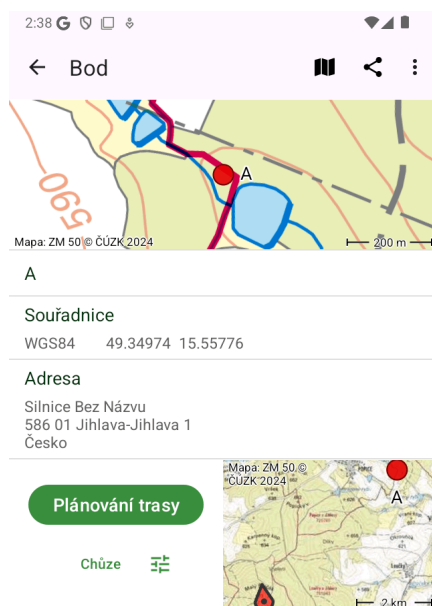 2:38
Bod
A
590
Mapa: ZM 50 © ČÚZK 2024
200 m
A
Souřadnice
WGS84 49.34974 15.55776
Adresa
Silnice Bez Názvu
586 01 Jihlava-Jihlava 1
Česko
Mapa: ZM 50 ©
ČÚZK 2024
A
Plánování trasy
Chůze
2 km